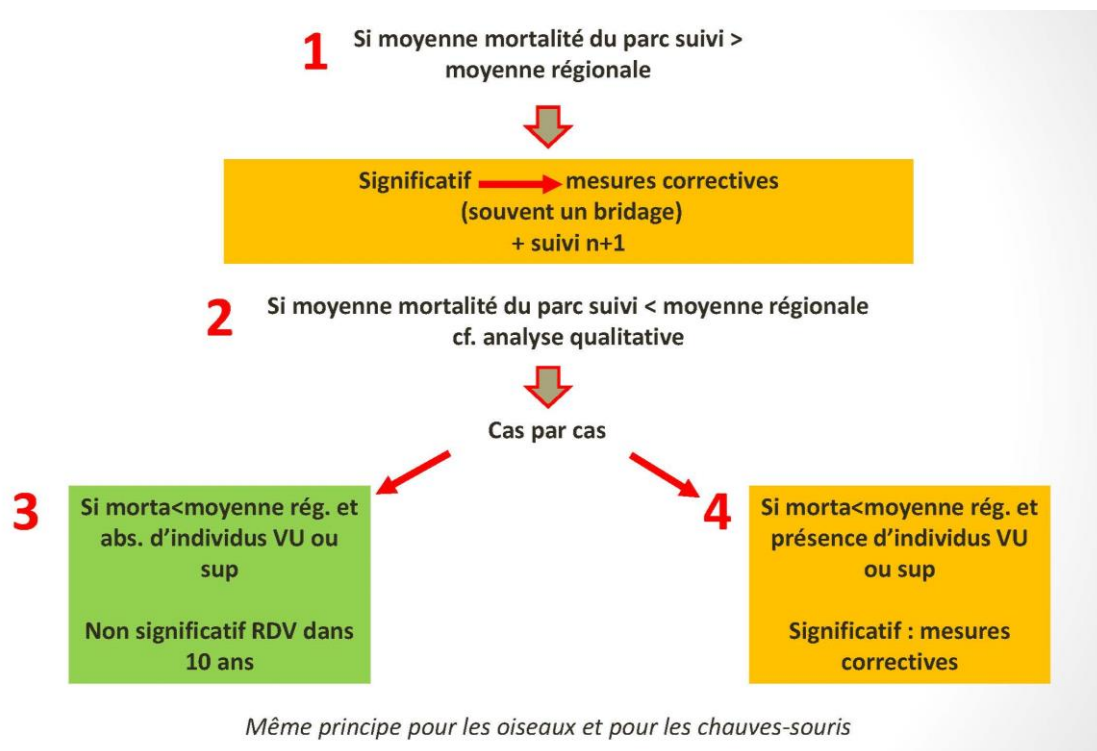 1
Si moyenne mortalité du parc suivi >
moyenne régionale
Significatif mesures correctives
(souvent un bridage)
+ suivi n+1
2
Si moyenne mortalité du parc suivi < moyenne régionale
cf. analyse qualitative
Cas par cas
3
Si morta<moyenne rég. et
abs. d'individus VU ou
sup
Non significatif RDV dans
10 ans
4
Si morta<moyenne rég. et
présence d'individus VU
ou sup
Significatif : mesures
correctives
Même principe pour les oiseaux et pour les chauves-souris